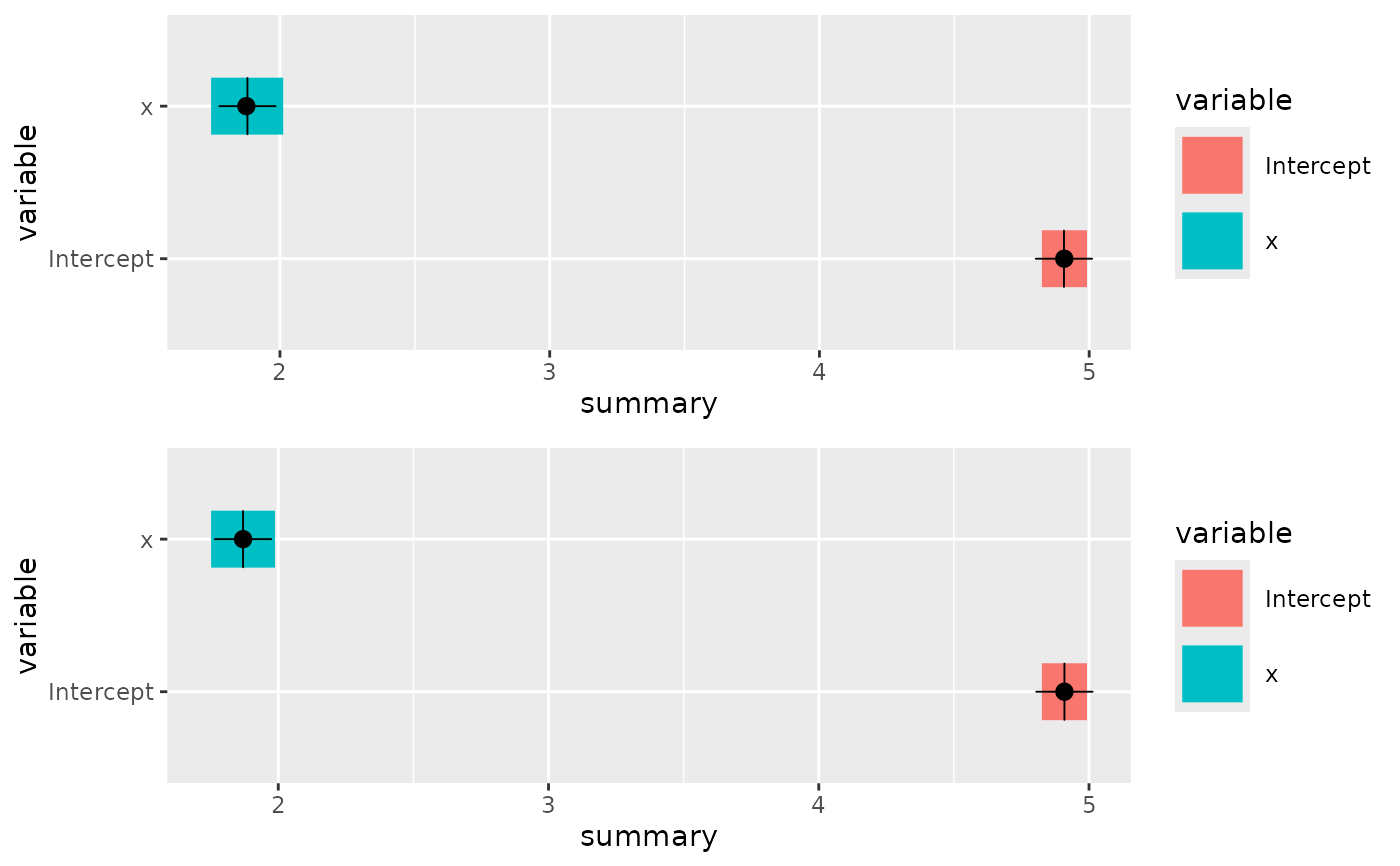 variable
x
Intercept
2 3 4 5
summary
variable
Intercept
x
variable
x
Intercept
2 3 4 5
summary
variable
Intercept
x